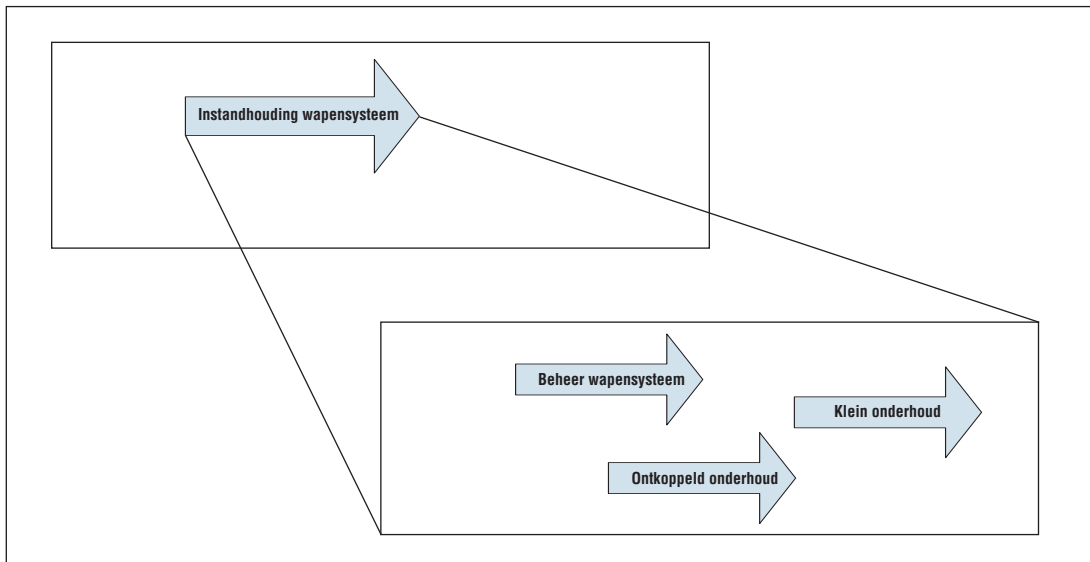 Instandhouding wapensysteem
Beheer wapensysteem
Klein onderhoud
Ontkoppeld onderhoud